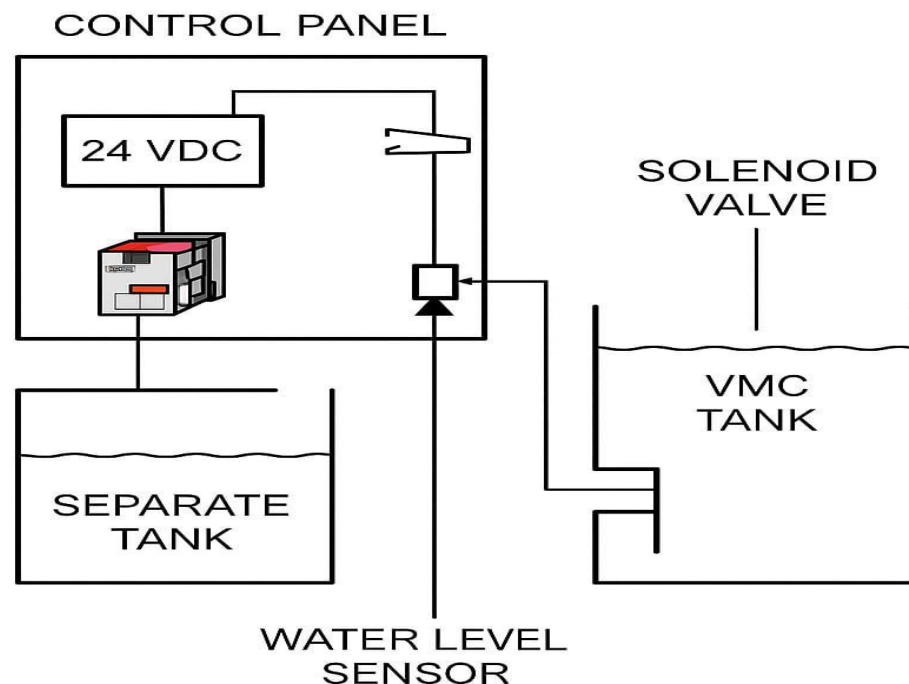 CONTROL PANEL
24 VDC
SOLENOID
VALVE
VMC
TANK
SEPARATE
TANK
WATER LEVEL
SENSOR